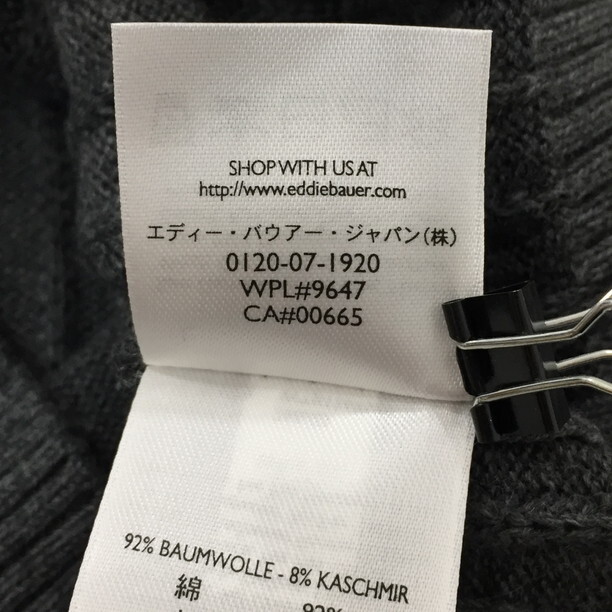 SHOP WITH US AT
http://www.eddiebauer.com
エディー・バウアー・ジャパン(株)
0120-07-1920
WPL#9647
CA#00665
92% BAUMWOLLE - 8% KASCHMIR
綿 92%